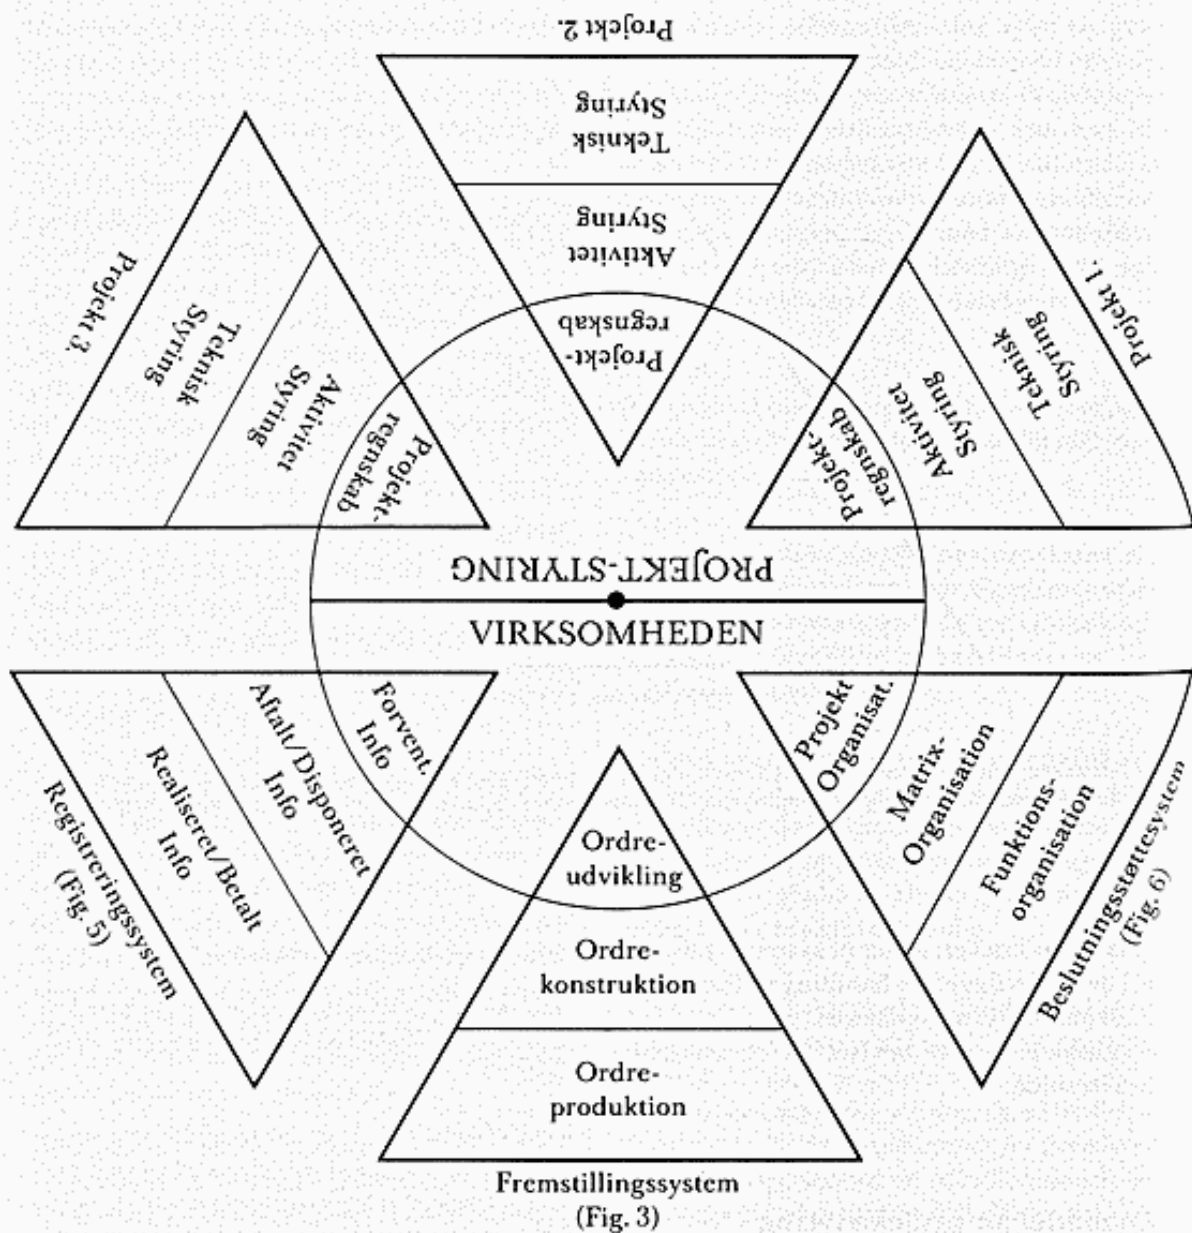 Projekt 2.
Teknisk
Styring
Aktivitet
Styring
Projekt-
regnskab
Projekt 3.
Teknisk
Styring
Aktivitet
Styring
Projekt-
regnskab
Projekt 1.
Teknisk
Styring
Aktivitet
Styring
Projekt-
regnskab
PROJEKT-STYRING
VIRKSOMHEDEN
Forvent.
Info
Aftalt/Disponeret
Info
Realiseret/Betalt
Info
Registreringssystem
(Fig. 5)
Ordre-
udvikling
Ordre-
konstruktion
Ordre-
produktion
Fremstillingssystem
(Fig. 3)
Projekt
Organisat.
Matrix-
Organisation
Funktions-
organisation
Beslutningsstøttesystem
(Fig. 6)